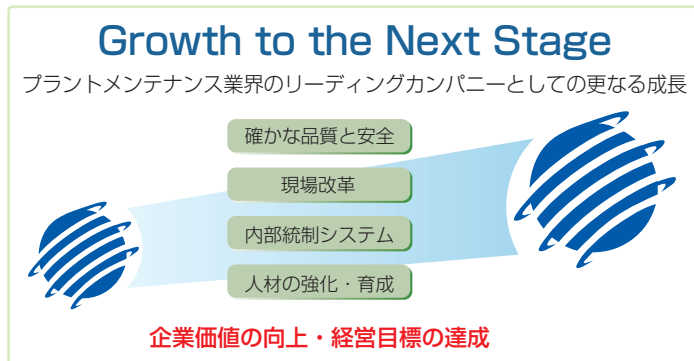 Growth to the Next Stage
プラントメンテナンス業界のリーディングカンパニーとしての更なる成長
確かな品質と安全
現場改革
内部統制システム
人材の強化・育成
企業価値の向上・経営目標の達成